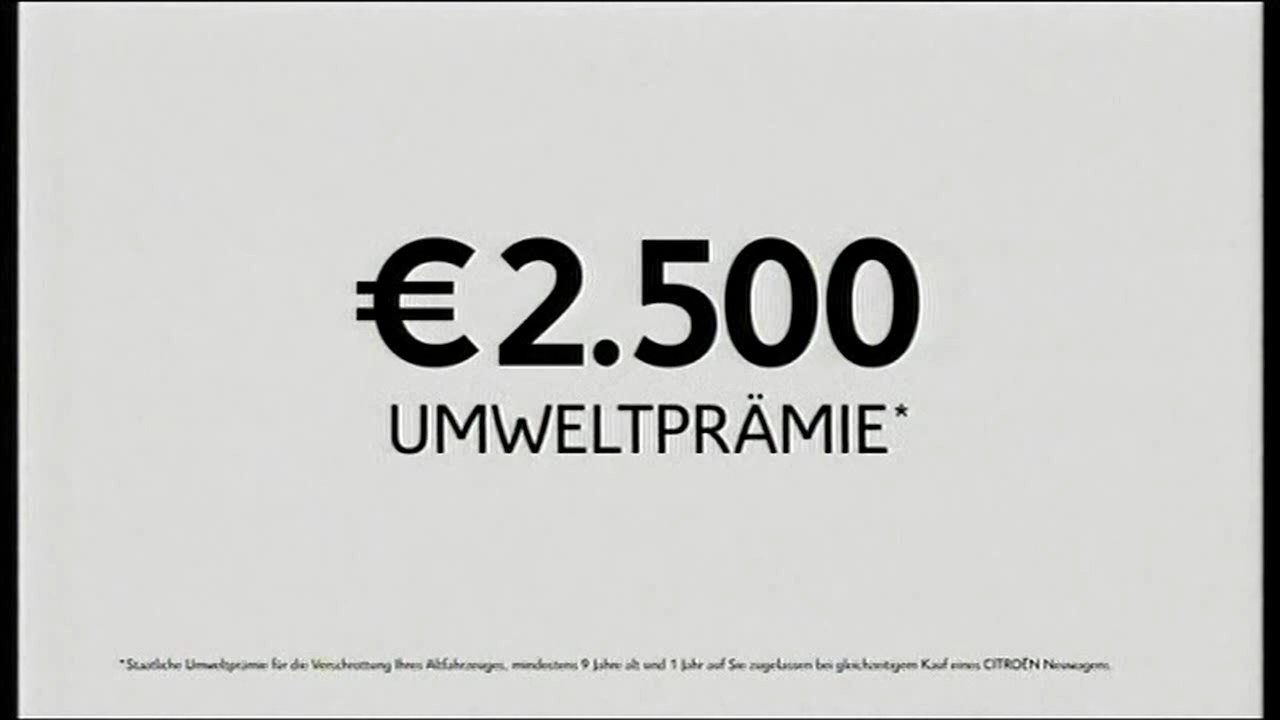 € 2.500
UMWELTPRÄMIE*
*Staatliche Umweltprämie für die Verschrottung Ihres Altfahrzeuges, mindestens 9 Jahre alt und 1 Jahr auf Sie zugelassen bei gleichzeitigem Kauf eines CITROËN Neuwagens.